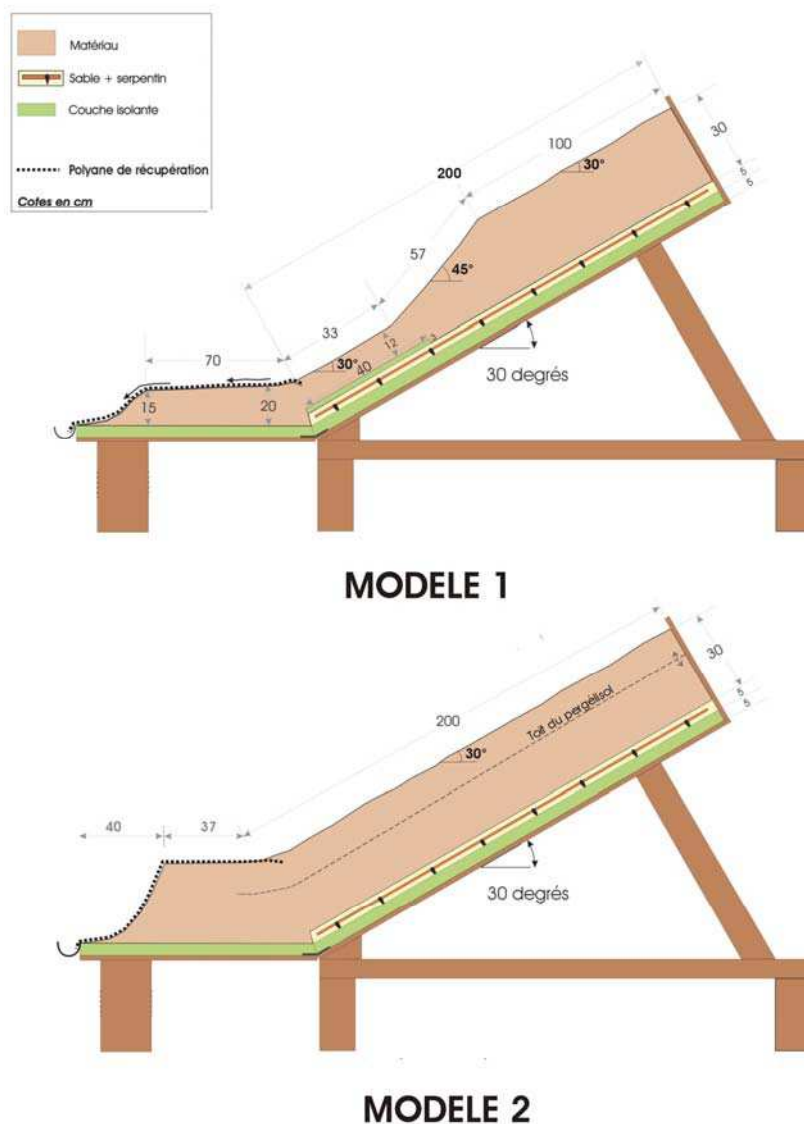 Matériau
Sable + serpentin
Couche isolante
Polyane de récupération
Cotes en cm
30
5
5
100
200
30°
57
45°
33
12
3
70
30°
40
30 degrés
15
20
MODELE 1
30
5
5
Toit du pergélisol
200
30°
40
37
30 degrés
MODELE 2